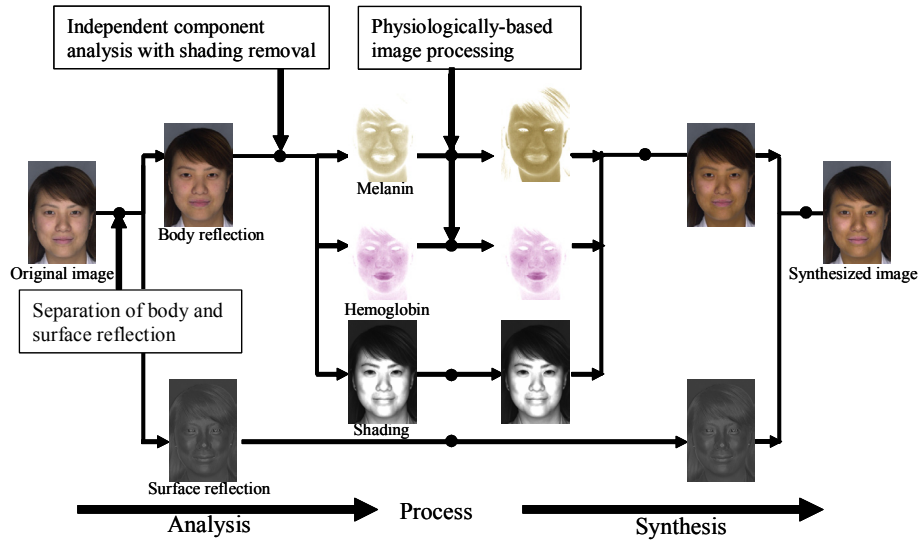 Independent component
analysis with shading removal
Physiologically-based
image processing
Melanin
Body reflection
Original image
Synthesized image
Separation of body and
surface reflection
Hemoglobin
Shading
Surface reflection
Analysis
Process
Synthesis